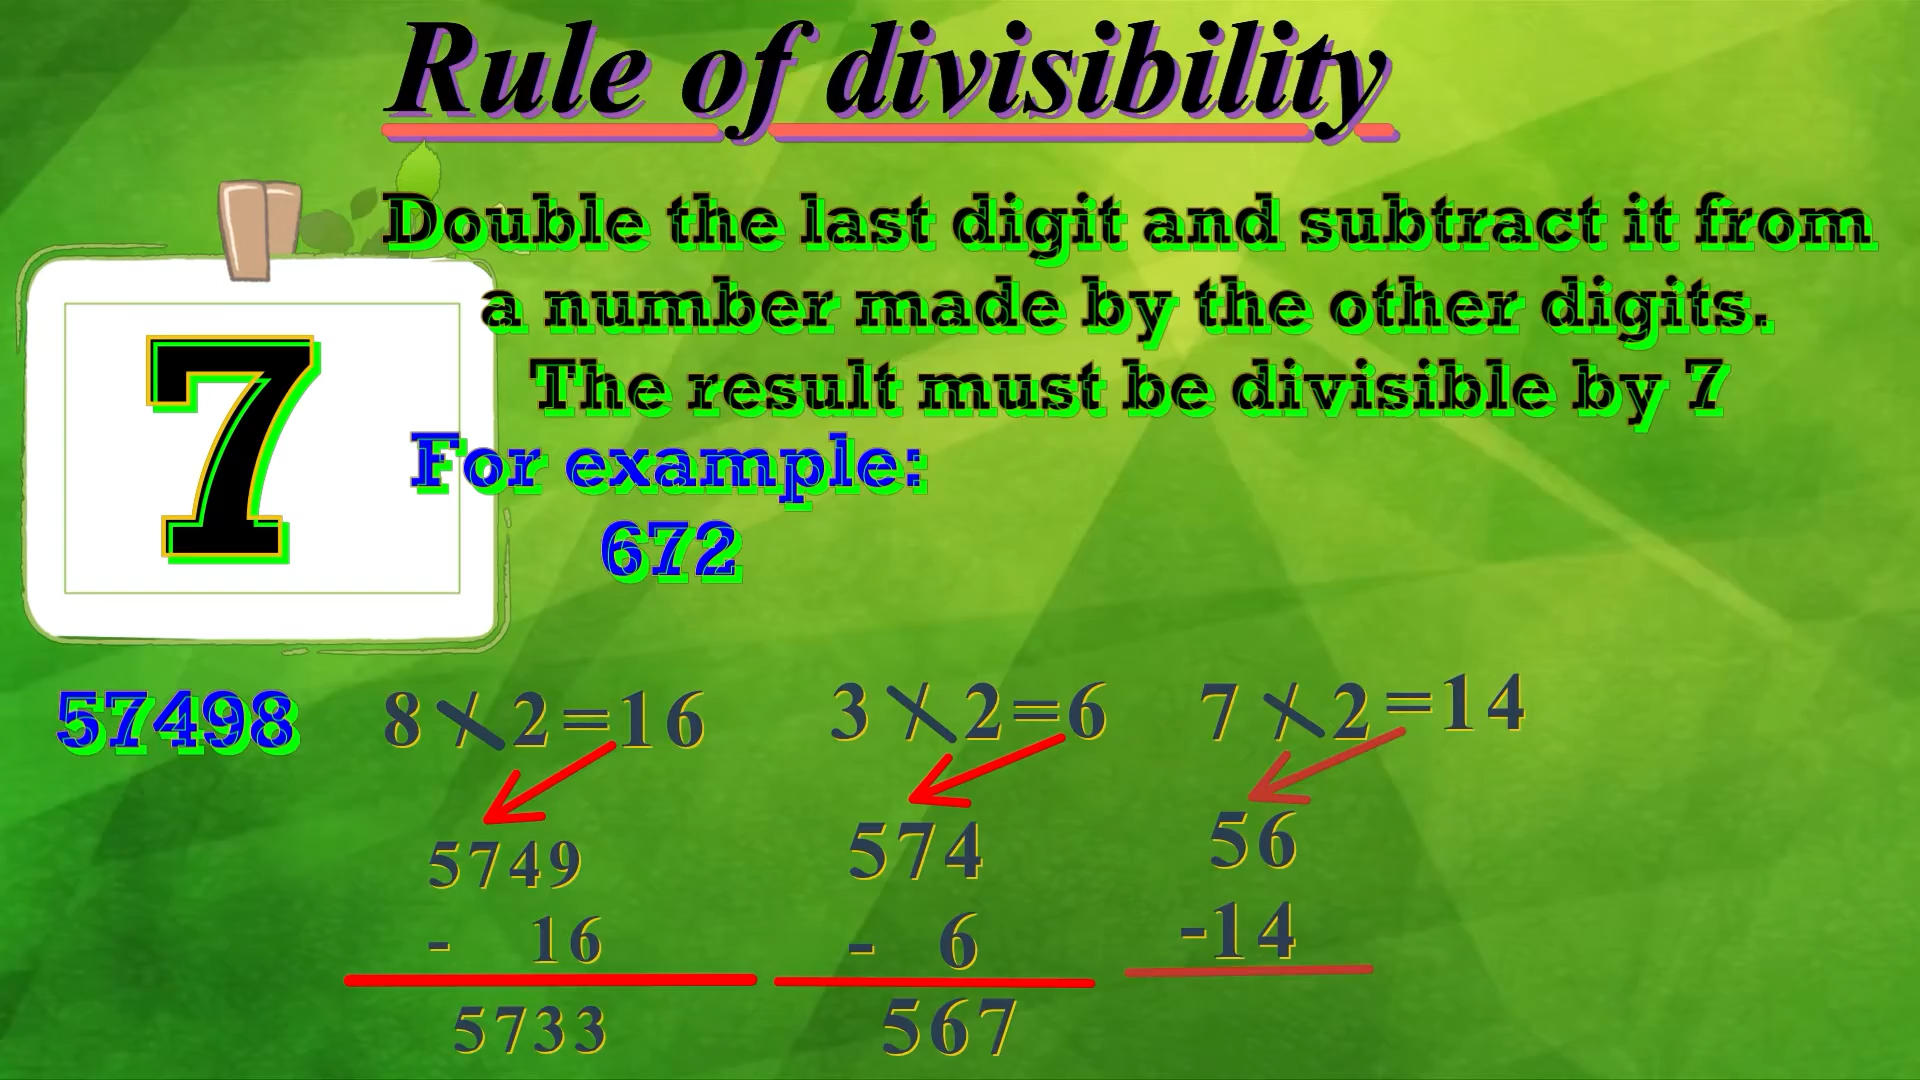 Rule of divisibility
Double the last digit and subtract it from
a number made by the other digits.
The result must be divisible by 7
7
For example:
672
57498
8 × 2=16
5749
- 16
5733
3 × 2=6
574
- 6
567
7 × 2=14
56
-14